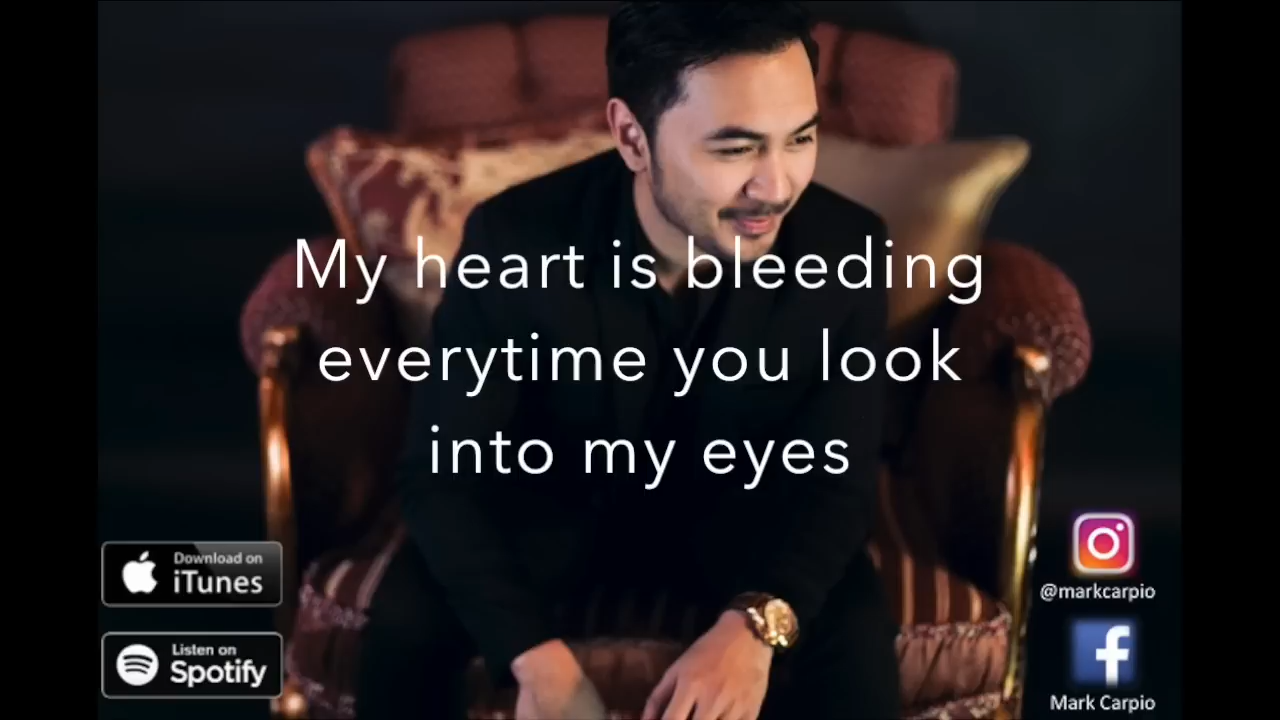 My heart is bleeding
everytime you look
into my eyes
Download on
iTunes
Listen on
Spotify
@markcarpio
Mark Carpio